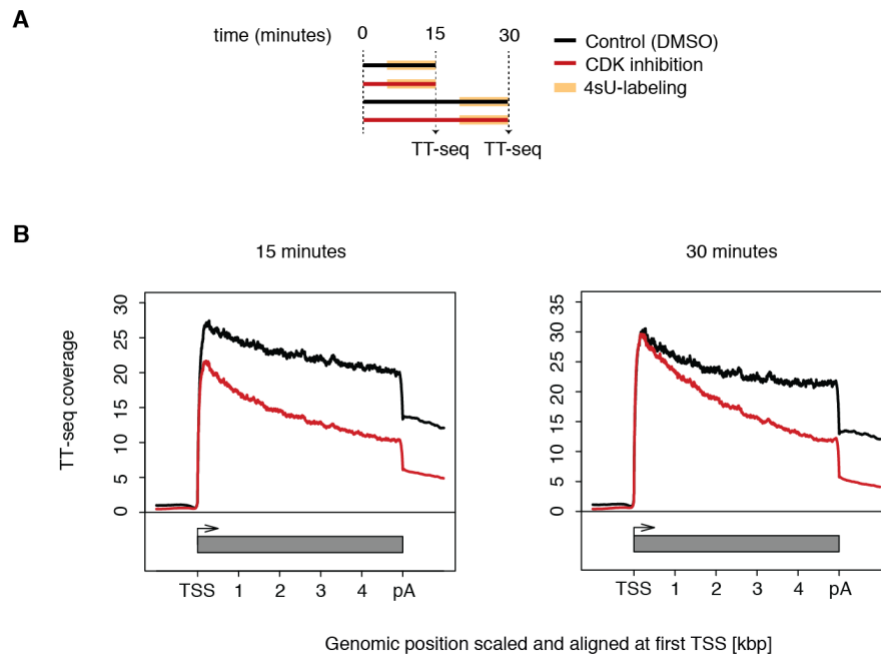 A
time (minutes) 0 15 30
Control (DMSO)
CDK inhibition
4sU-labeling
TT-seq TT-seq
B
15 minutes 30 minutes
TT-seq coverage
30
25
20
15
10
5
0
35
30
25
20
15
10
5
0
TSS 1 2 3 4 pA
TSS 1 2 3 4 pA
Genomic position scaled and aligned at first TSS [kbp]